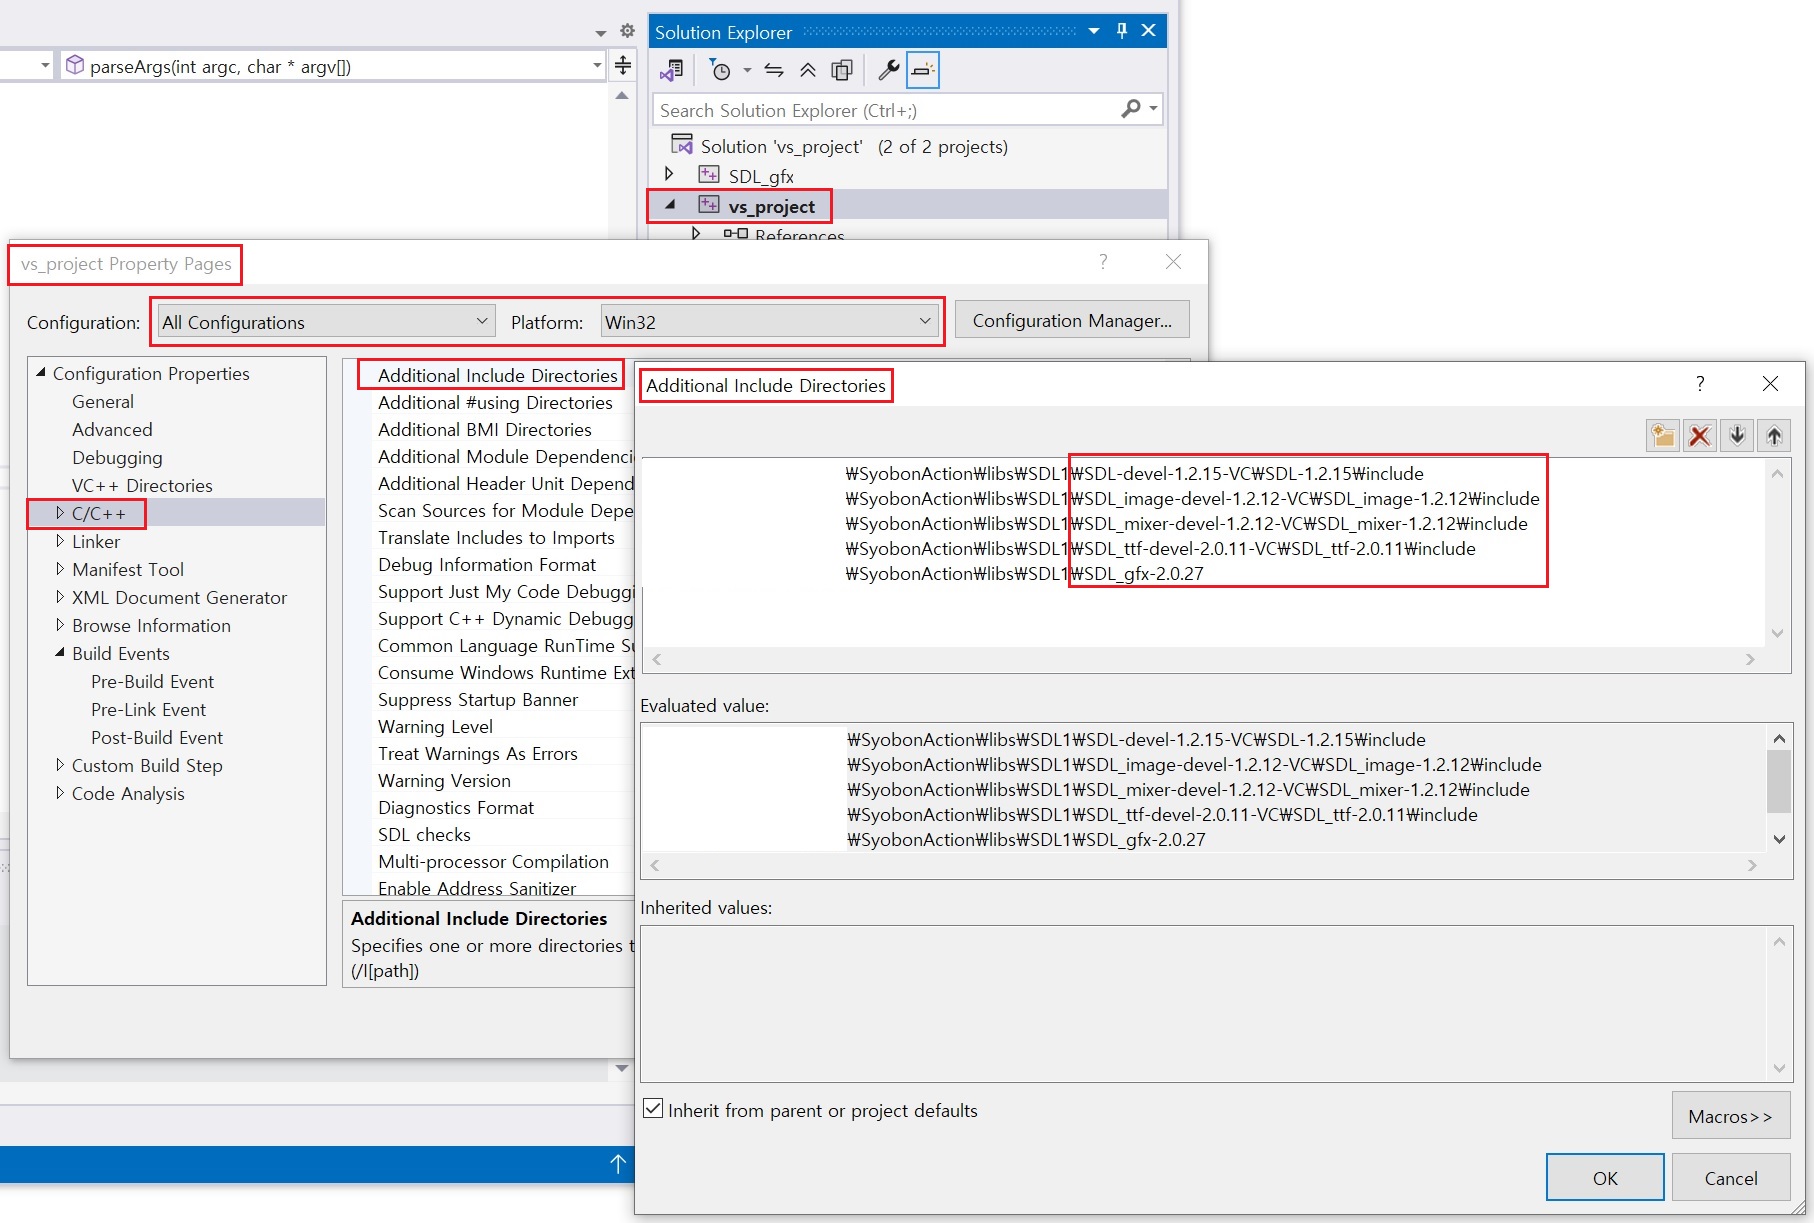 Solution Explorer
parseArgs(int argc, char * argv[])
Search Solution Explorer (Ctrl+;)
Solution 'vs_project' (2 of 2 projects)
SDL_gfx
vs_project
References
vs_project Property Pages
?
Configuration:
All Configurations
Platform:
Win32
Configuration Manager...
Configuration Properties
General
Advanced
Debugging
VC++ Directories
C/C++
Linker
Manifest Tool
XML Document Generator
Browse Information
Build Events
Pre-Build Event
Pre-Link Event
Post-Build Event
Custom Build Step
Code Analysis
Additional Include Directories
Additional #using Directories
Additional BMI Directories
Additional Module Dependenci
Additional Header Unit Depend
Scan Sources for Module Depe
Translate Includes to Imports
Debug Information Format
Support Just My Code Debuggi
Support C++ Dynamic Debugg
Common Language RunTime Su
Consume Windows Runtime Ext
Suppress Startup Banner
Warning Level
Treat Warnings As Errors
Warning Version
Diagnostics Format
SDL checks
Multi-processor Compilation
Enable Address Sanitizer
Additional Include Directories
Specifies one or more directories t
(/I[path])
Additional Include Directories
?
₩SyobonAction₩libs₩SDL1₩SDL-devel-1.2.15-VC₩SDL-1.2.15₩include
₩SyobonAction₩libs₩SDL1₩SDL_image-devel-1.2.12-VC₩SDL_image-1.2.12₩include
₩SyobonAction₩libs₩SDL1₩SDL_mixer-devel-1.2.12-VC₩SDL_mixer-1.2.12₩include
₩SyobonAction₩libs₩SDL1₩SDL_ttf-devel-2.0.11-VC₩SDL_ttf-2.0.11₩include
₩SyobonAction₩libs₩SDL1₩SDL_gfx-2.0.27
Evaluated value:
₩SyobonAction₩libs₩SDL1₩SDL-devel-1.2.15-VC₩SDL-1.2.15₩include
₩SyobonAction₩libs₩SDL1₩SDL_image-devel-1.2.12-VC₩SDL_image-1.2.12₩include
₩SyobonAction₩libs₩SDL1₩SDL_mixer-devel-1.2.12-VC₩SDL_mixer-1.2.12₩include
₩SyobonAction₩libs₩SDL1₩SDL_ttf-devel-2.0.11-VC₩SDL_ttf-2.0.11₩include
₩SyobonAction₩libs₩SDL1₩SDL_gfx-2.0.27
Inherited values:
Inherit from parent or project defaults
Macros>>
OK
Cancel